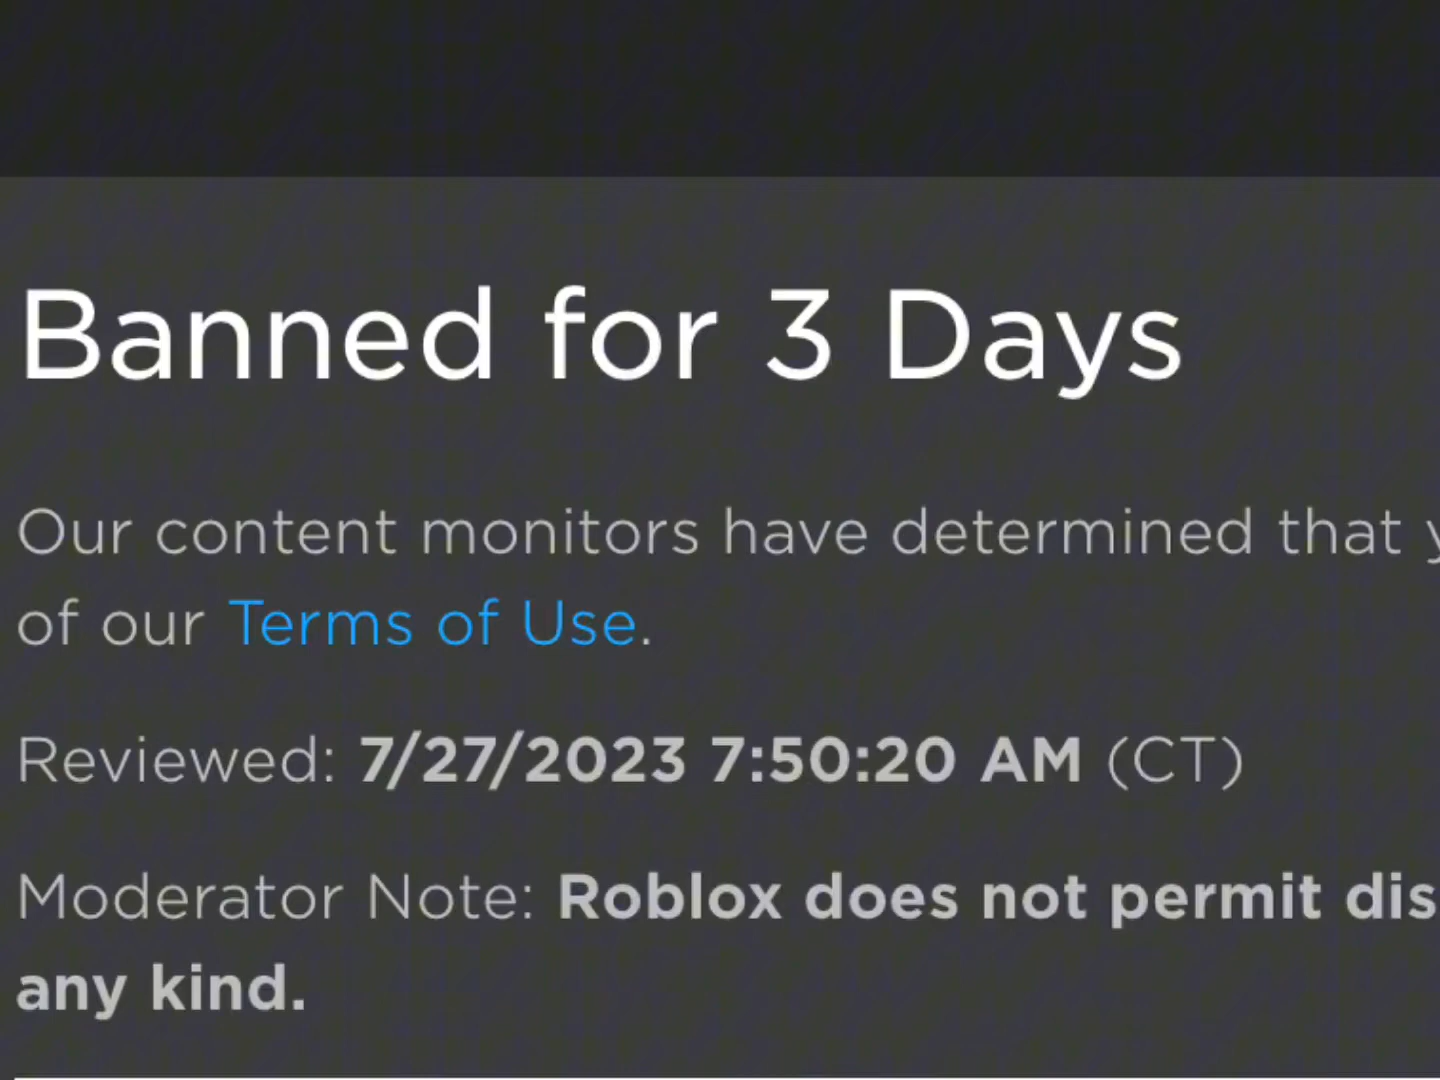 Banned for 3 Days
Our content monitors have determined that
of our Terms of Use.
Reviewed: 7/27/2023 7:50:20 AM (CT)
Moderator Note: Roblox does not permit dis
any kind.